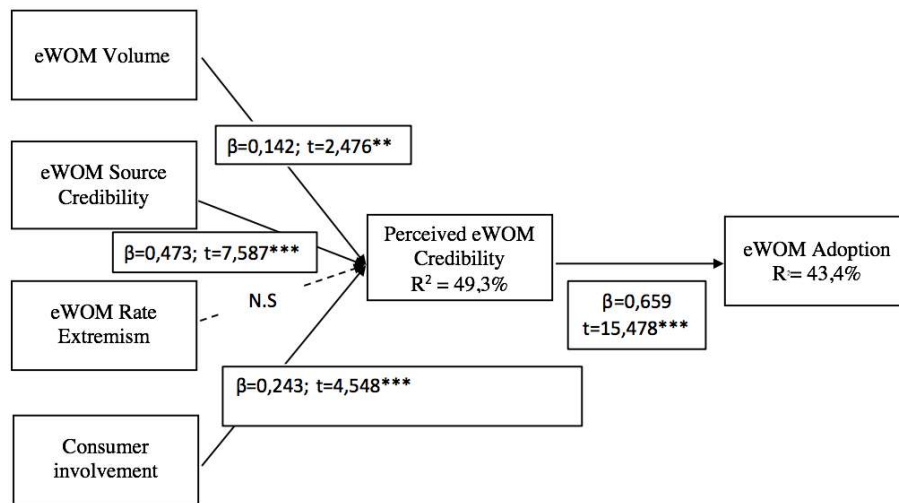 eWOM Volume
β=0,142; t=2,476**
eWOM Source
Credibility
β=0,473; t=7,587***
Perceived eWOM
Credibility
R² = 49,3%
eWOM Adoption
R = 43,4%
eWOM Rate
Extremism
N.S
β=0,659
t=15,478***
β=0,243; t=4,548***
Consumer
involvement